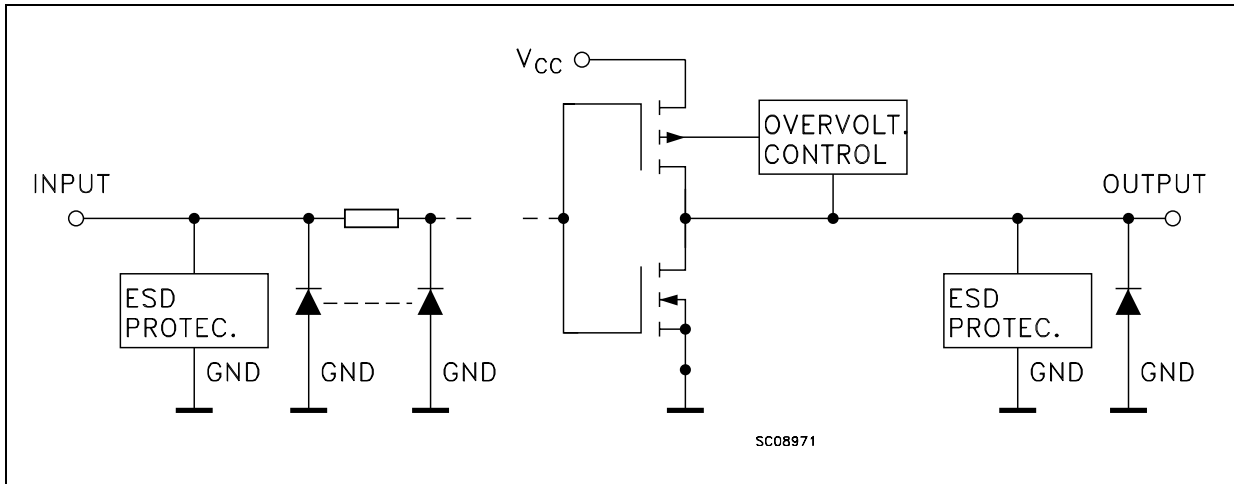 VCC
OVERVOLT.
CONTROL
INPUT
OUTPUT
ESD
PROTEC.
ESD
PROTEC.
GND
GND
GND
GND
GND
SC08971